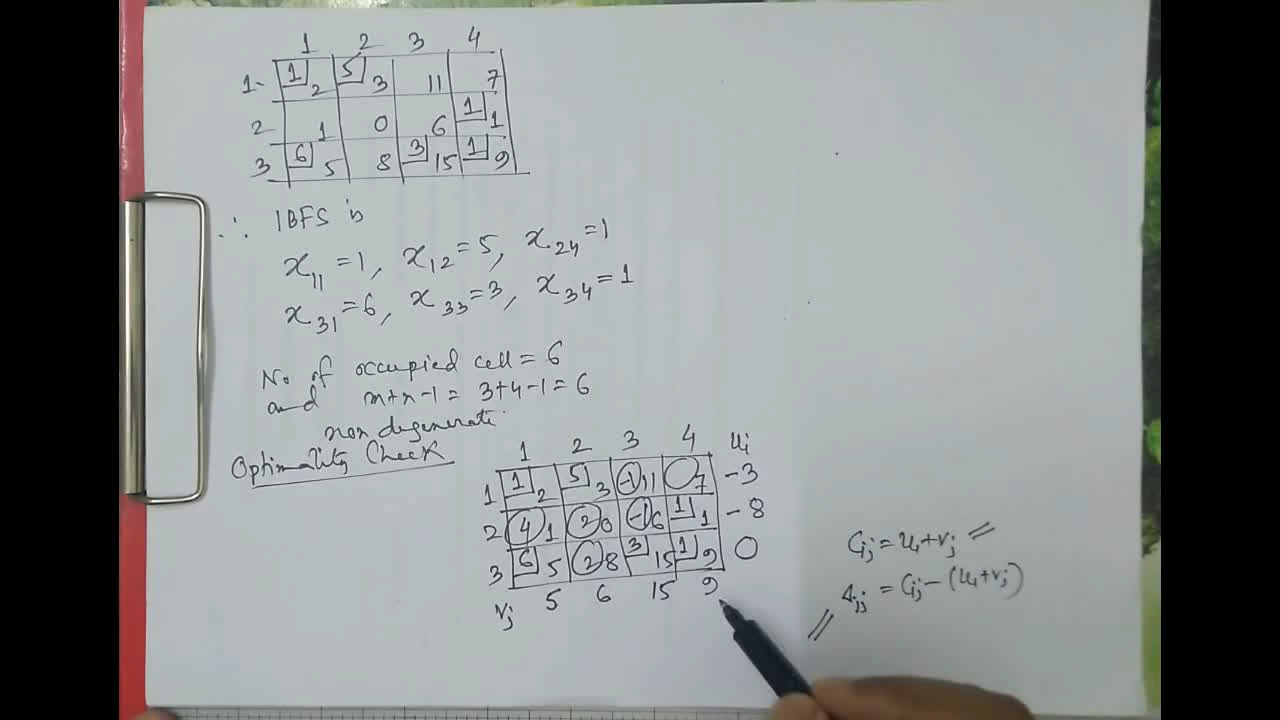 1 2 3 4
1- 1 2 5 3 11 7
2 1 0 6 1 1
3 6 5 8 3 15 1 9
∴ IBFS is
x11 = 1, x12 = 5, x24 = 1
x31 = 6, x33 = 3, x34 = 1
No of occupied cell = 6
and m+n-1 = 3+4-1 = 6
non degenerate
Optimality Check
1 2 3 4 ui
1 1 2 5 3 -1 11 7 -3
2 4 1 2 0 -1 6 1 1 -8
3 6 5 2 8 3 15 1 9 0
vj 5 6 15 9
Cij = ui+vj
Δij = Cij - (ui+vj)